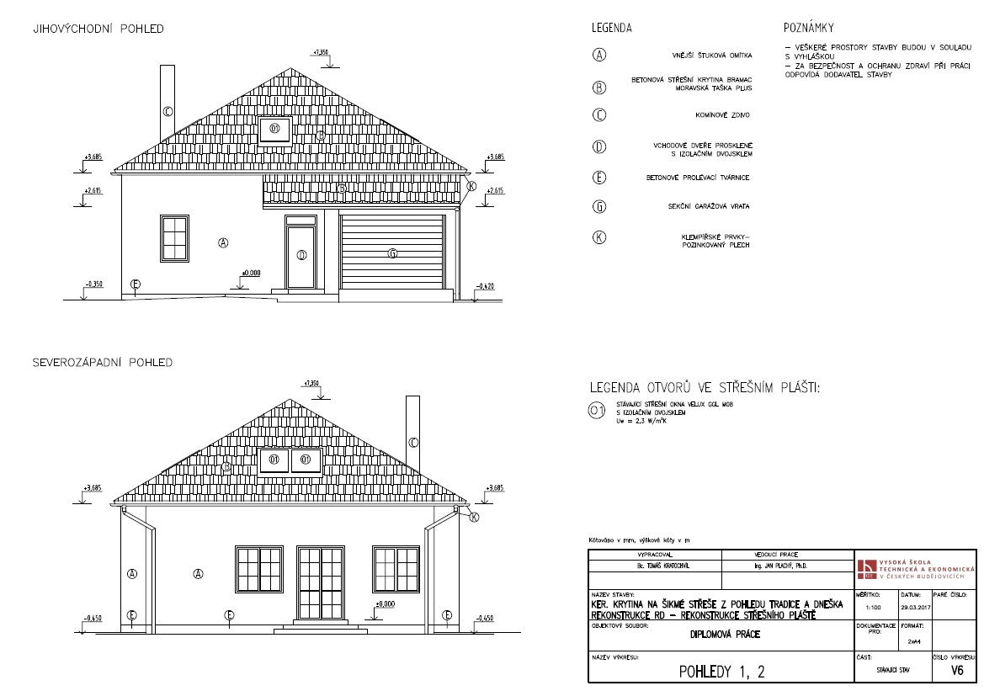 JIHOVÝCHODNÍ POHLED
+7,350
C
O1
B
+3,685
+3,685
K
+2,615
B
+2,615
A
D
G
±0,000
E
-0,350
-0,420
SEVEROZÁPADNÍ POHLED
+7,350
C
O1
O1
B
+3,685
+3,685
K
A
A
±0,000
E
E
E
-0,450
-0,450
LEGENDA
A VNĚJŠÍ ŠTUKOVÁ OMÍTKA
B BETONOVÁ STŘEŠNÍ KRYTINA BRAMAC
MORAVSKÁ TAŠKA PLUS
C KOMÍNOVÉ ZDIVO
D VCHODOVÉ DVEŘE PROSKLENÉ
S IZOLAČNÍM DVOJSKLEM
E BETONOVÉ PROLÉVACÍ TVÁRNICE
G SEKČNÍ GARÁŽOVÁ VRATA
K KLEMPÍŘSKÉ PRVKY-
POZINKOVANÝ PLECH
POZNÁMKY
- VEŠKERÉ PROSTORY STAVBY BUDOU V SOULADU
S VYHLÁŠKOU
- ZA BEZPEČNOST A OCHRANU ZDRAVÍ PŘI PRÁCI
ODPOVÍDÁ DODAVATEL STAVBY
LEGENDA OTVORŮ VE STŘEŠNÍM PLÁŠTI:
O1 STÁVAJÍCÍ STŘEŠNÍ OKNA VELUX GGL M08
S IZOLAČNÍM DVOJSKLEM
Uw = 2,3 W/m²K
Kótováno v mm, výškové kóty v m
VYPRACOVAL
VEDOUCÍ PRÁCE
Bc. TOMÁŠ KRATOCHVÍL
Ing. JAN PLACHÝ, Ph.D.
VYSOKÁ ŠKOLA
TECHNICKÁ A EKONOMICKÁ
V ČESKÝCH BUDĚJOVICÍCH
NÁZEV STAVBY:
KER. KRYTINA NA ŠIKMÉ STŘEŠE Z POHLEDU TRADICE A DNEŠKA
REKONSTRUKCE RD - REKONSTRUKCE STŘEŠNÍHO PLÁŠTĚ
MĚŘÍTKO:
1:100
DATUM:
29.03.2017
PARÉ ČÍSLO:
OBJEKTOVÝ SOUBOR:
DIPLOMOVÁ PRÁCE
DOKUMENTACE
PRO:
FORMÁT:
2xA4
NÁZEV VÝKRESU:
POHLEDY 1, 2
ČÁST:
STÁVAJÍCÍ STAV
ČÍSLO VÝKRESU:
V6